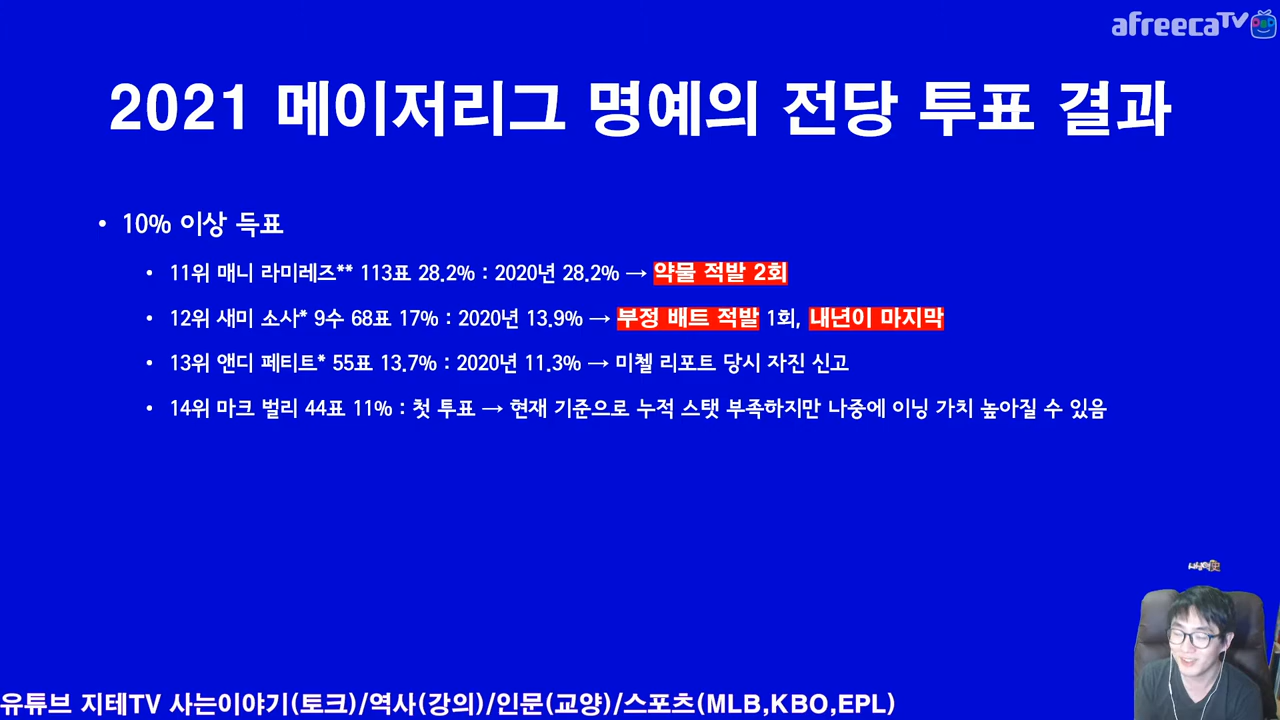 afreecaTV
2021 메이저리그 명예의 전당 투표 결과
• 10% 이상 득표
• 11위 매니 라미레즈** 113표 28.2% : 2020년 28.2% → 약물 적발 2회
• 12위 새미 소사* 9수 68표 17% : 2020년 13.9% → 부정 배트 적발 1회, 내년이 마지막
• 13위 앤디 페티트* 55표 13.7% : 2020년 11.3% → 미첼 리포트 당시 자진 신고
• 14위 마크 벌리 44표 11% : 첫 투표 → 현재 기준으로 누적 스탯 부족하지만 나중에 이닝 가치 높아질 수 있음
유튜브 지테TV 사는이야기(토크)/역사(강의)/인문(교양)/스포츠(MLB,KBO,EPL)